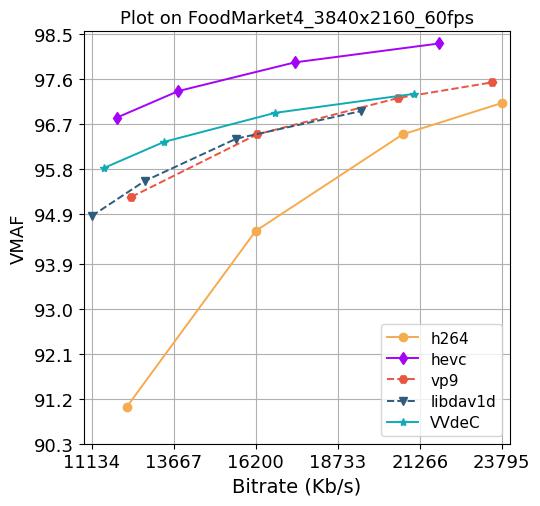 Plot on FoodMarket4_3840x2160_60fps
VMAF
98.5
97.6
96.7
95.8
94.9
93.9
93.0
92.1
91.2
90.3
h264
hevc
vp9
libdav1d
VVdeC
11134 13667 16200 18733 21266 23795
Bitrate (Kb/s)